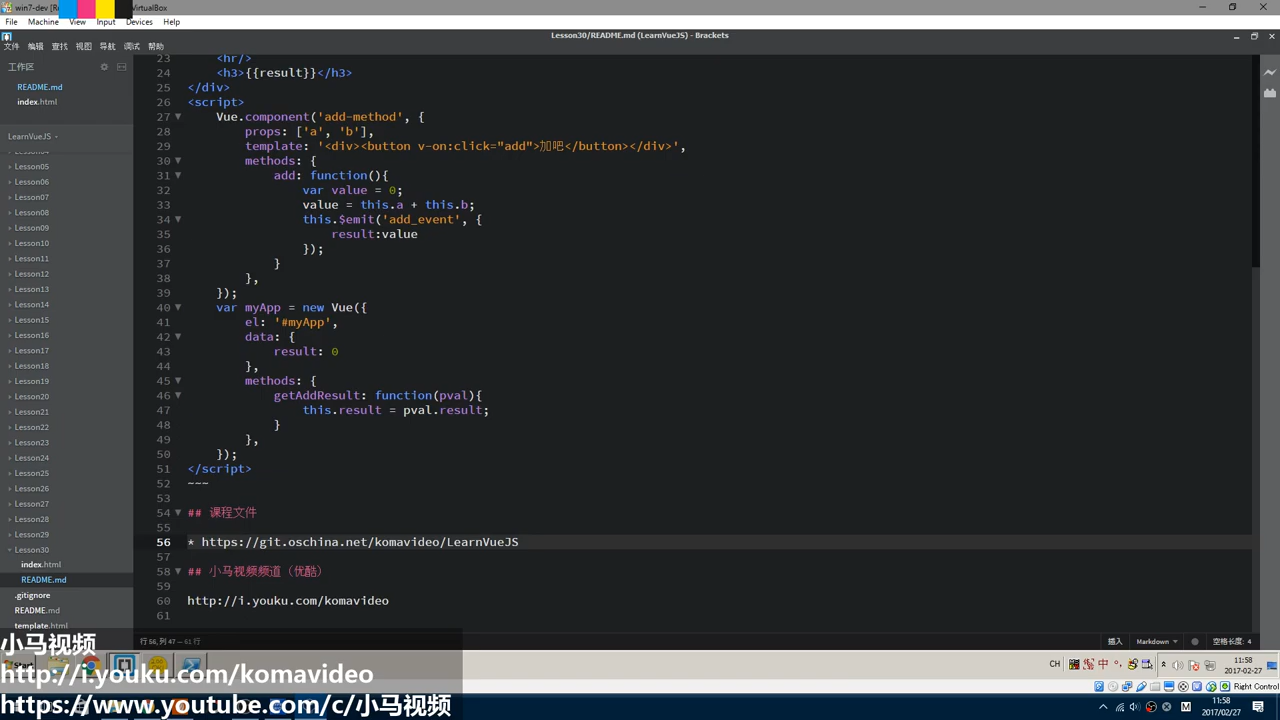 win7-dev [R
VirtualBox
File Machine View Input Devices Help
Lesson30/README.md (LearnVueJS) - Brackets
文件 编辑 查找 视图 导航 调试 帮助
工作区
README.md
index.html
LearnVueJS
Lesson05
Lesson06
Lesson07
Lesson08
Lesson09
Lesson10
Lesson11
Lesson12
Lesson13
Lesson14
Lesson15
Lesson16
Lesson17
Lesson18
Lesson19
Lesson20
Lesson21
Lesson22
Lesson23
Lesson24
Lesson25
Lesson26
Lesson27
Lesson28
Lesson29
Lesson30
index.html
README.md
.gitignore
README.md
template.html
23 <hr/>
24 <h3>{{result}}</h3>
25 </div>
26 <script>
27 Vue.component('add-method', {
28 props: ['a', 'b'],
29 template: '<div><button v-on:click="add">加吧</button></div>',
30 methods: {
31 add: function(){
32 var value = 0;
33 value = this.a + this.b;
34 this.$emit('add_event', {
35 result:value
36 });
37 }
38 },
39 });
40 var myApp = new Vue({
41 el: '#myApp',
42 data: {
43 result: 0
44 },
45 methods: {
46 getAddResult: function(pval){
47 this.result = pval.result;
48 }
49 },
50 });
51 </script>
52 ~~~
53
54 ## 课程文件
55
56 * https://git.oschina.net/komavideo/LearnVueJS
57
58 ## 小马视频频道（优酷）
59
60 http://i.youku.com/komavideo
61
行 56, 列 47 — 61 行
插入 Markdown 空格长度: 4
小马视频
http://i.youku.com/komavideo
https://www.youtube.com/c/小马视频
Start
CH
中
11:58
2017-02-27
Right Control
M
11:58
2017/02/27